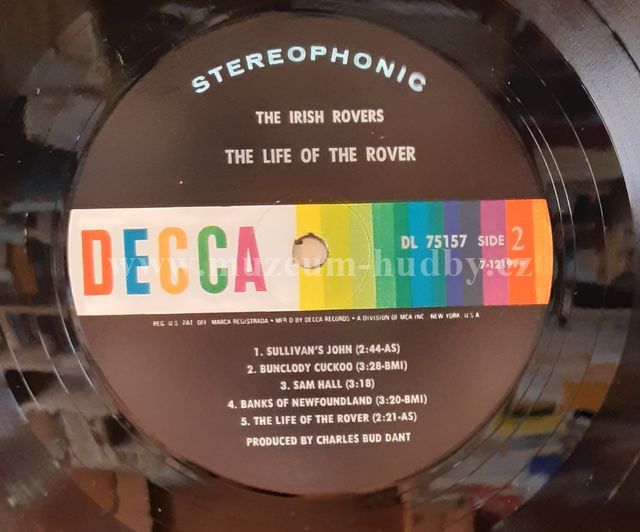 STEREOPHONIC
THE IRISH ROVERS
THE LIFE OF THE ROVER
DECCA
DL 75157 SIDE 2
www.muzeum-hudby.cz
REG. U.S. PAT. OFF. MARCA REGISTRADA • MFR'D BY DECCA RECORDS • A DIVISION OF MCA INC. NEW YORK U.S.A.
1. SULLIVAN'S JOHN (2:44-AS)
2. BUNCLODY CUCKOO (3:28-BMI)
3. SAM HALL (3:18)
4. BANKS OF NEWFOUNDLAND (3:20-BMI)
5. THE LIFE OF THE ROVER (2:21-AS)
PRODUCED BY CHARLES BUD DANT